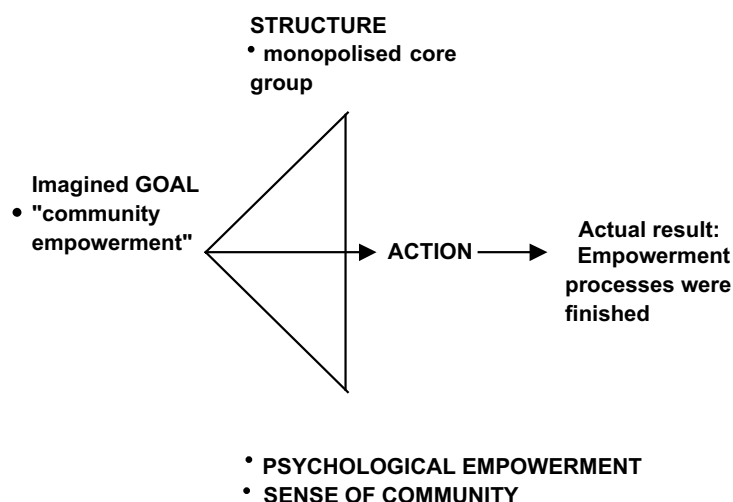 STRUCTURE
• monopolised core
group
Imagined GOAL
• "community
empowerment"
ACTION
Actual result:
Empowerment
processes were
finished
• PSYCHOLOGICAL EMPOWERMENT
• SENSE OF COMMUNITY